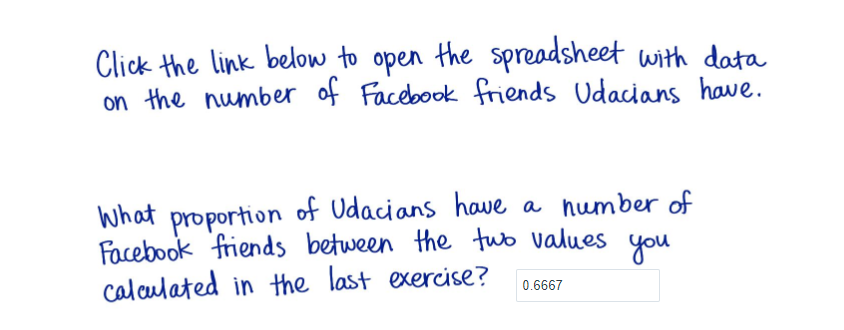 Click the link below to open the spreadsheet with data
on the number of Facebook friends Udacians have.
What proportion of Udacians have a number of
Facebook friends between the two values you
calculated in the last exercise? 0.6667